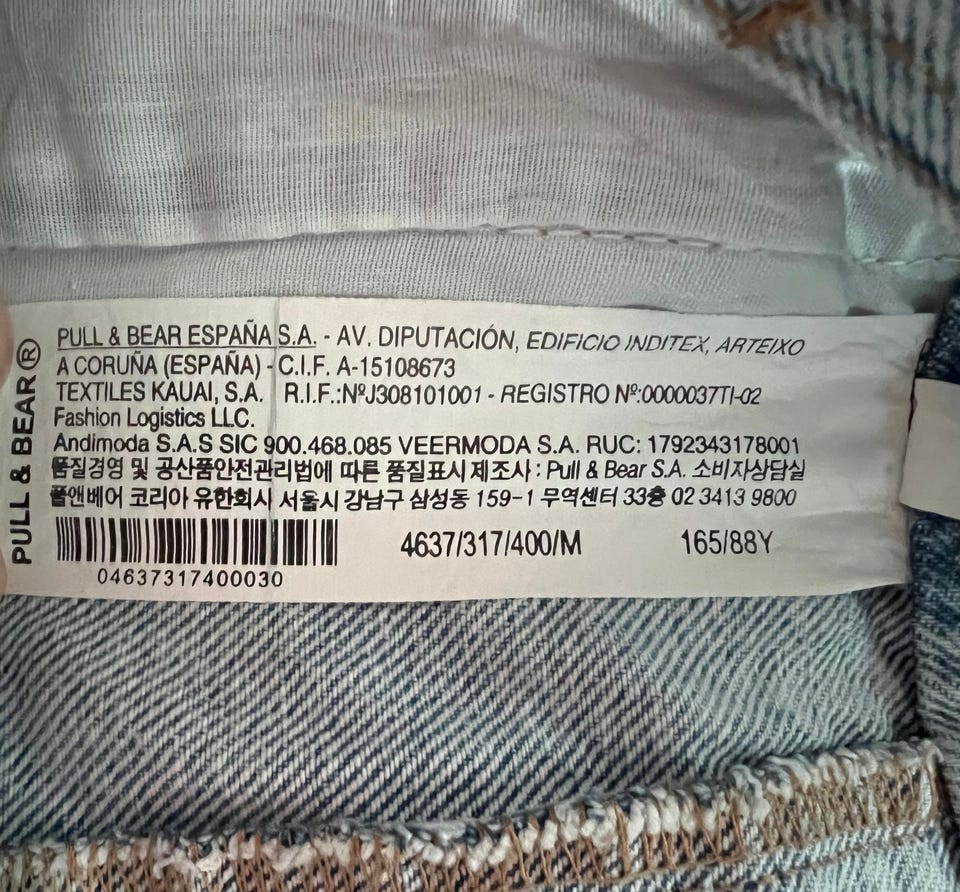 PULL & BEAR®
PULL & BEAR ESPAÑA S.A. - AV. DIPUTACIÓN, EDIFICIO INDITEX, ARTEIXO
A CORUÑA (ESPAÑA) - C.I.F. A-15108673
TEXTILES KAUAI, S.A. R.I.F.:NºJ308101001 - REGISTRO Nº:0000037TI-02
Fashion Logistics LLC.
Andimoda S.A.S SIC 900.468.085 VEERMODA S.A. RUC: 1792343178001
품질경영 및 공산품안전관리법에 따른 품질표시 제조사 : Pull & Bear S.A. 소비자상담실
풀앤베어 코리아 유한회사 서울시 강남구 삼성동 159-1 무역센터 33층 02 3413 9800
4637/317/400/M 165/88Y
04637317400030